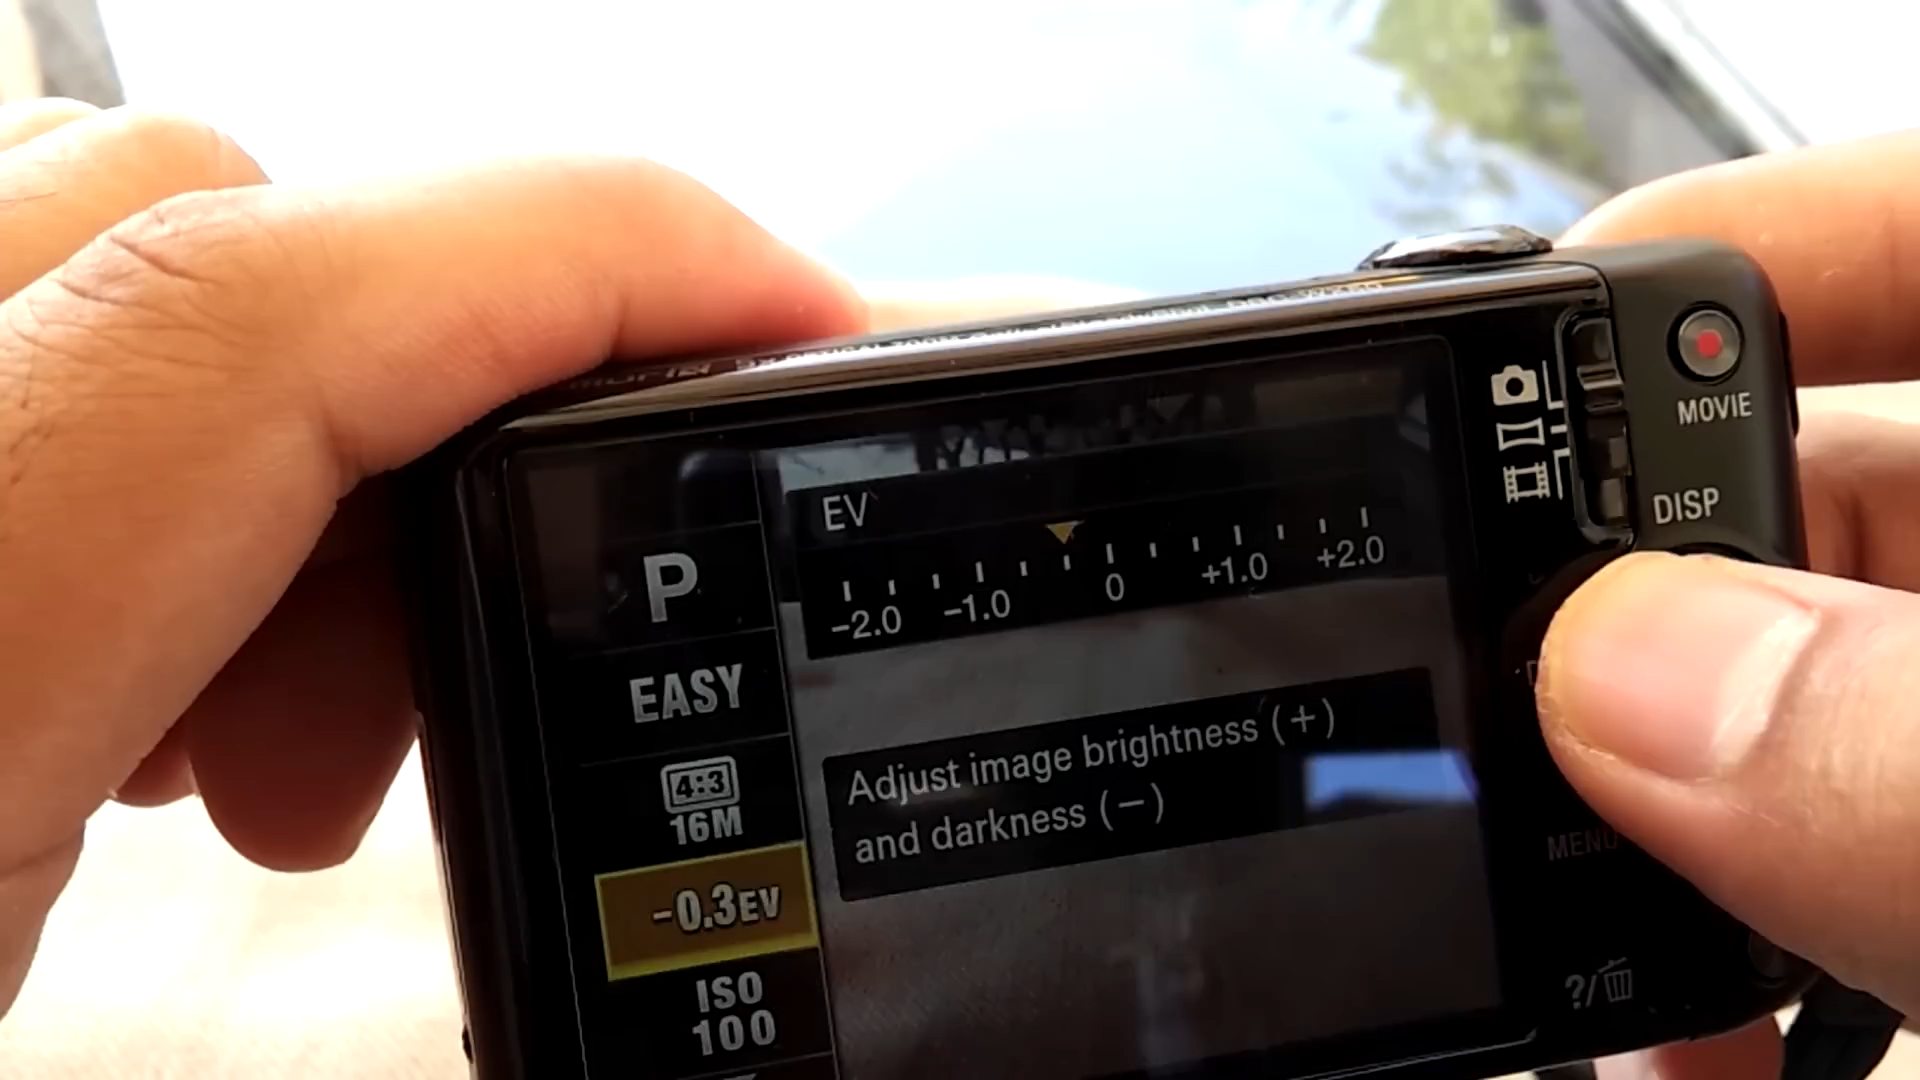 MOVIE
DISP
EV
-2.0 -1.0 0 +1.0 +2.0
P
EASY
4:3
16M
Adjust image brightness (+)
and darkness (-)
MENU
-0.3EV
ISO
100
?/